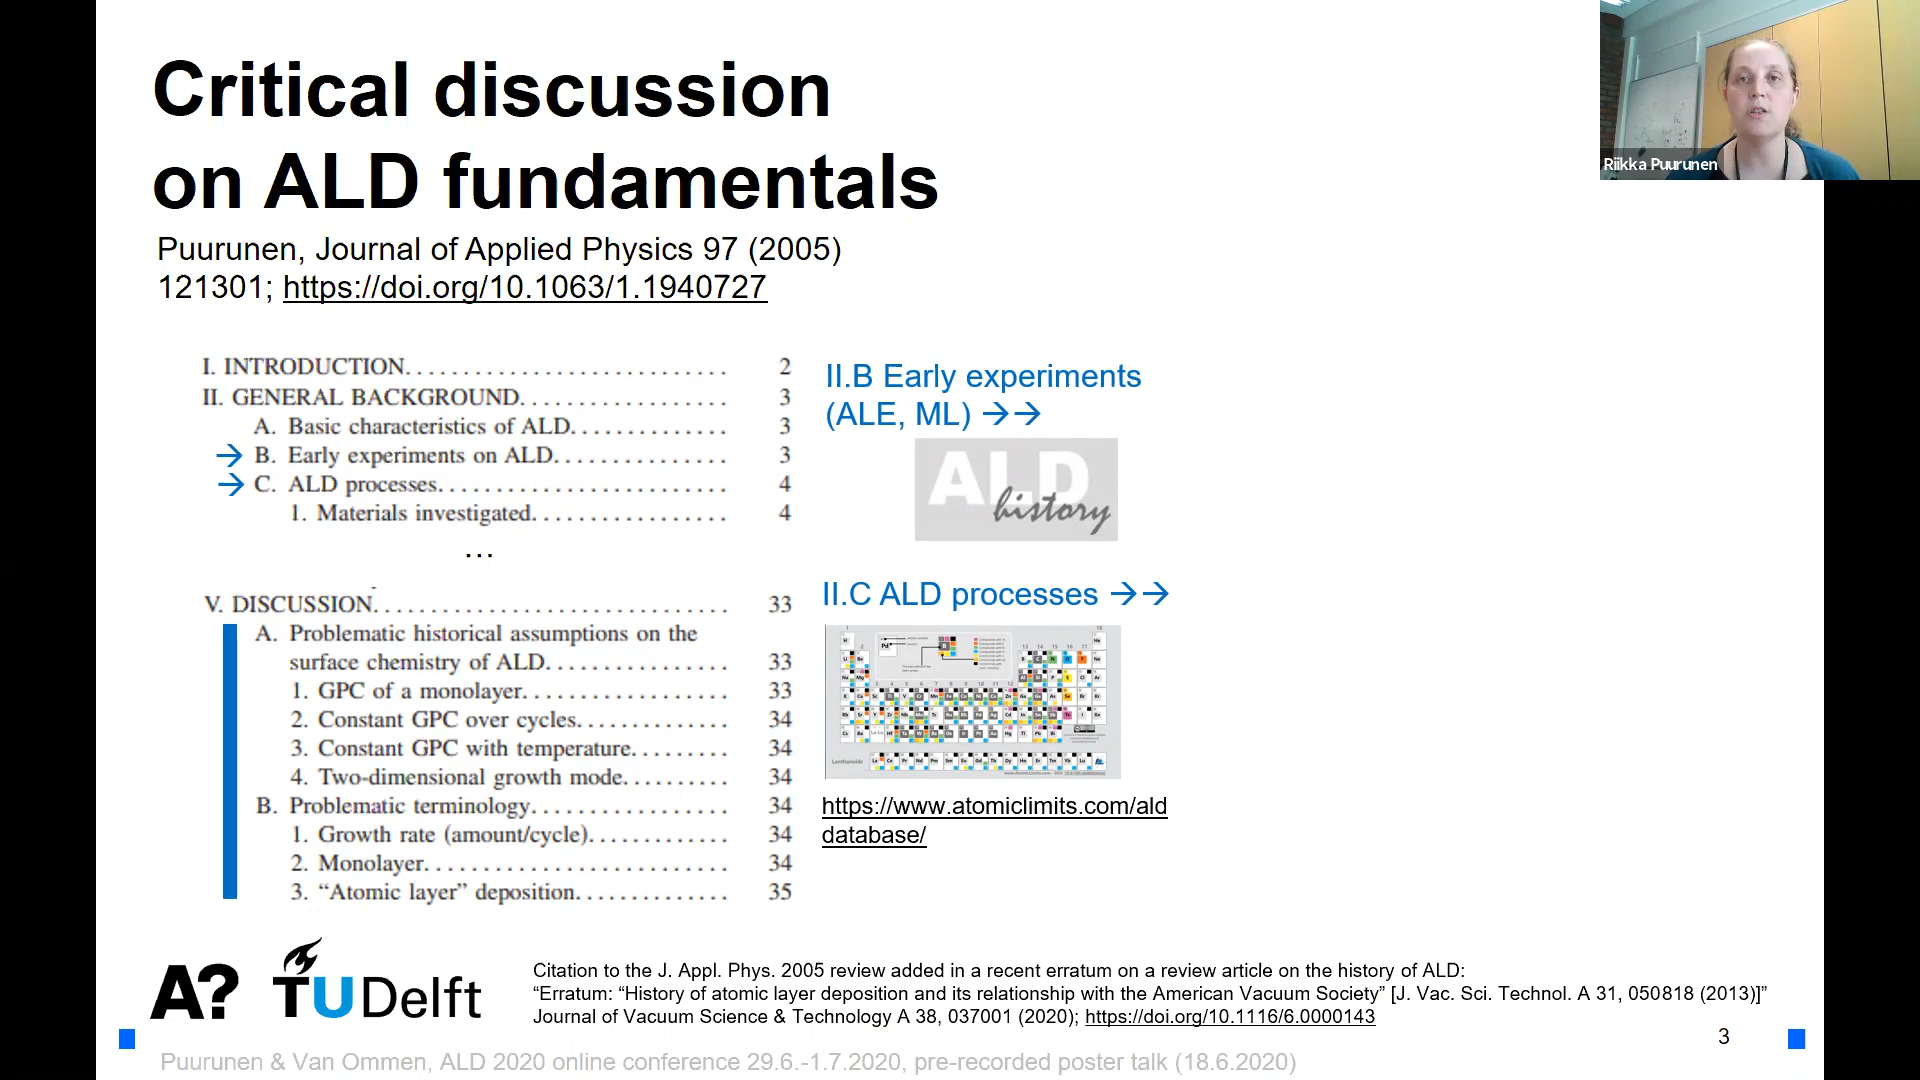 Critical discussion
on ALD fundamentals
Puurunen, Journal of Applied Physics 97 (2005)
121301; https://doi.org/10.1063/1.1940727
Riikka Puurunen
I. INTRODUCTION............................ 2
II. GENERAL BACKGROUND.................. 3
A. Basic characteristics of ALD.............. 3
→ B. Early experiments on ALD............... 3
→ C. ALD processes......................... 4
1. Materials investigated................. 4
...
V. DISCUSSION............................... 33
A. Problematic historical assumptions on the
surface chemistry of ALD................ 33
1. GPC of a monolayer.................. 33
2. Constant GPC over cycles............. 34
3. Constant GPC with temperature......... 34
4. Two-dimensional growth mode.......... 34
B. Problematic terminology................. 34
1. Growth rate (amount/cycle)............ 34
2. Monolayer........................... 34
3. “Atomic layer” deposition.............. 35
II.B Early experiments
(ALE, ML) →→
ALD
history
II.C ALD processes →→
https://www.atomiclimits.com/ald
database/
A?
TUDelft
Citation to the J. Appl. Phys. 2005 review added in a recent erratum on a review article on the history of ALD:
“Erratum: “History of atomic layer deposition and its relationship with the American Vacuum Society” [J. Vac. Sci. Technol. A 31, 050818 (2013)]”
Journal of Vacuum Science & Technology A 38, 037001 (2020); https://doi.org/10.1116/6.0000143
3
Puurunen & Van Ommen, ALD 2020 online conference 29.6.-1.7.2020, pre-recorded poster talk (18.6.2020)